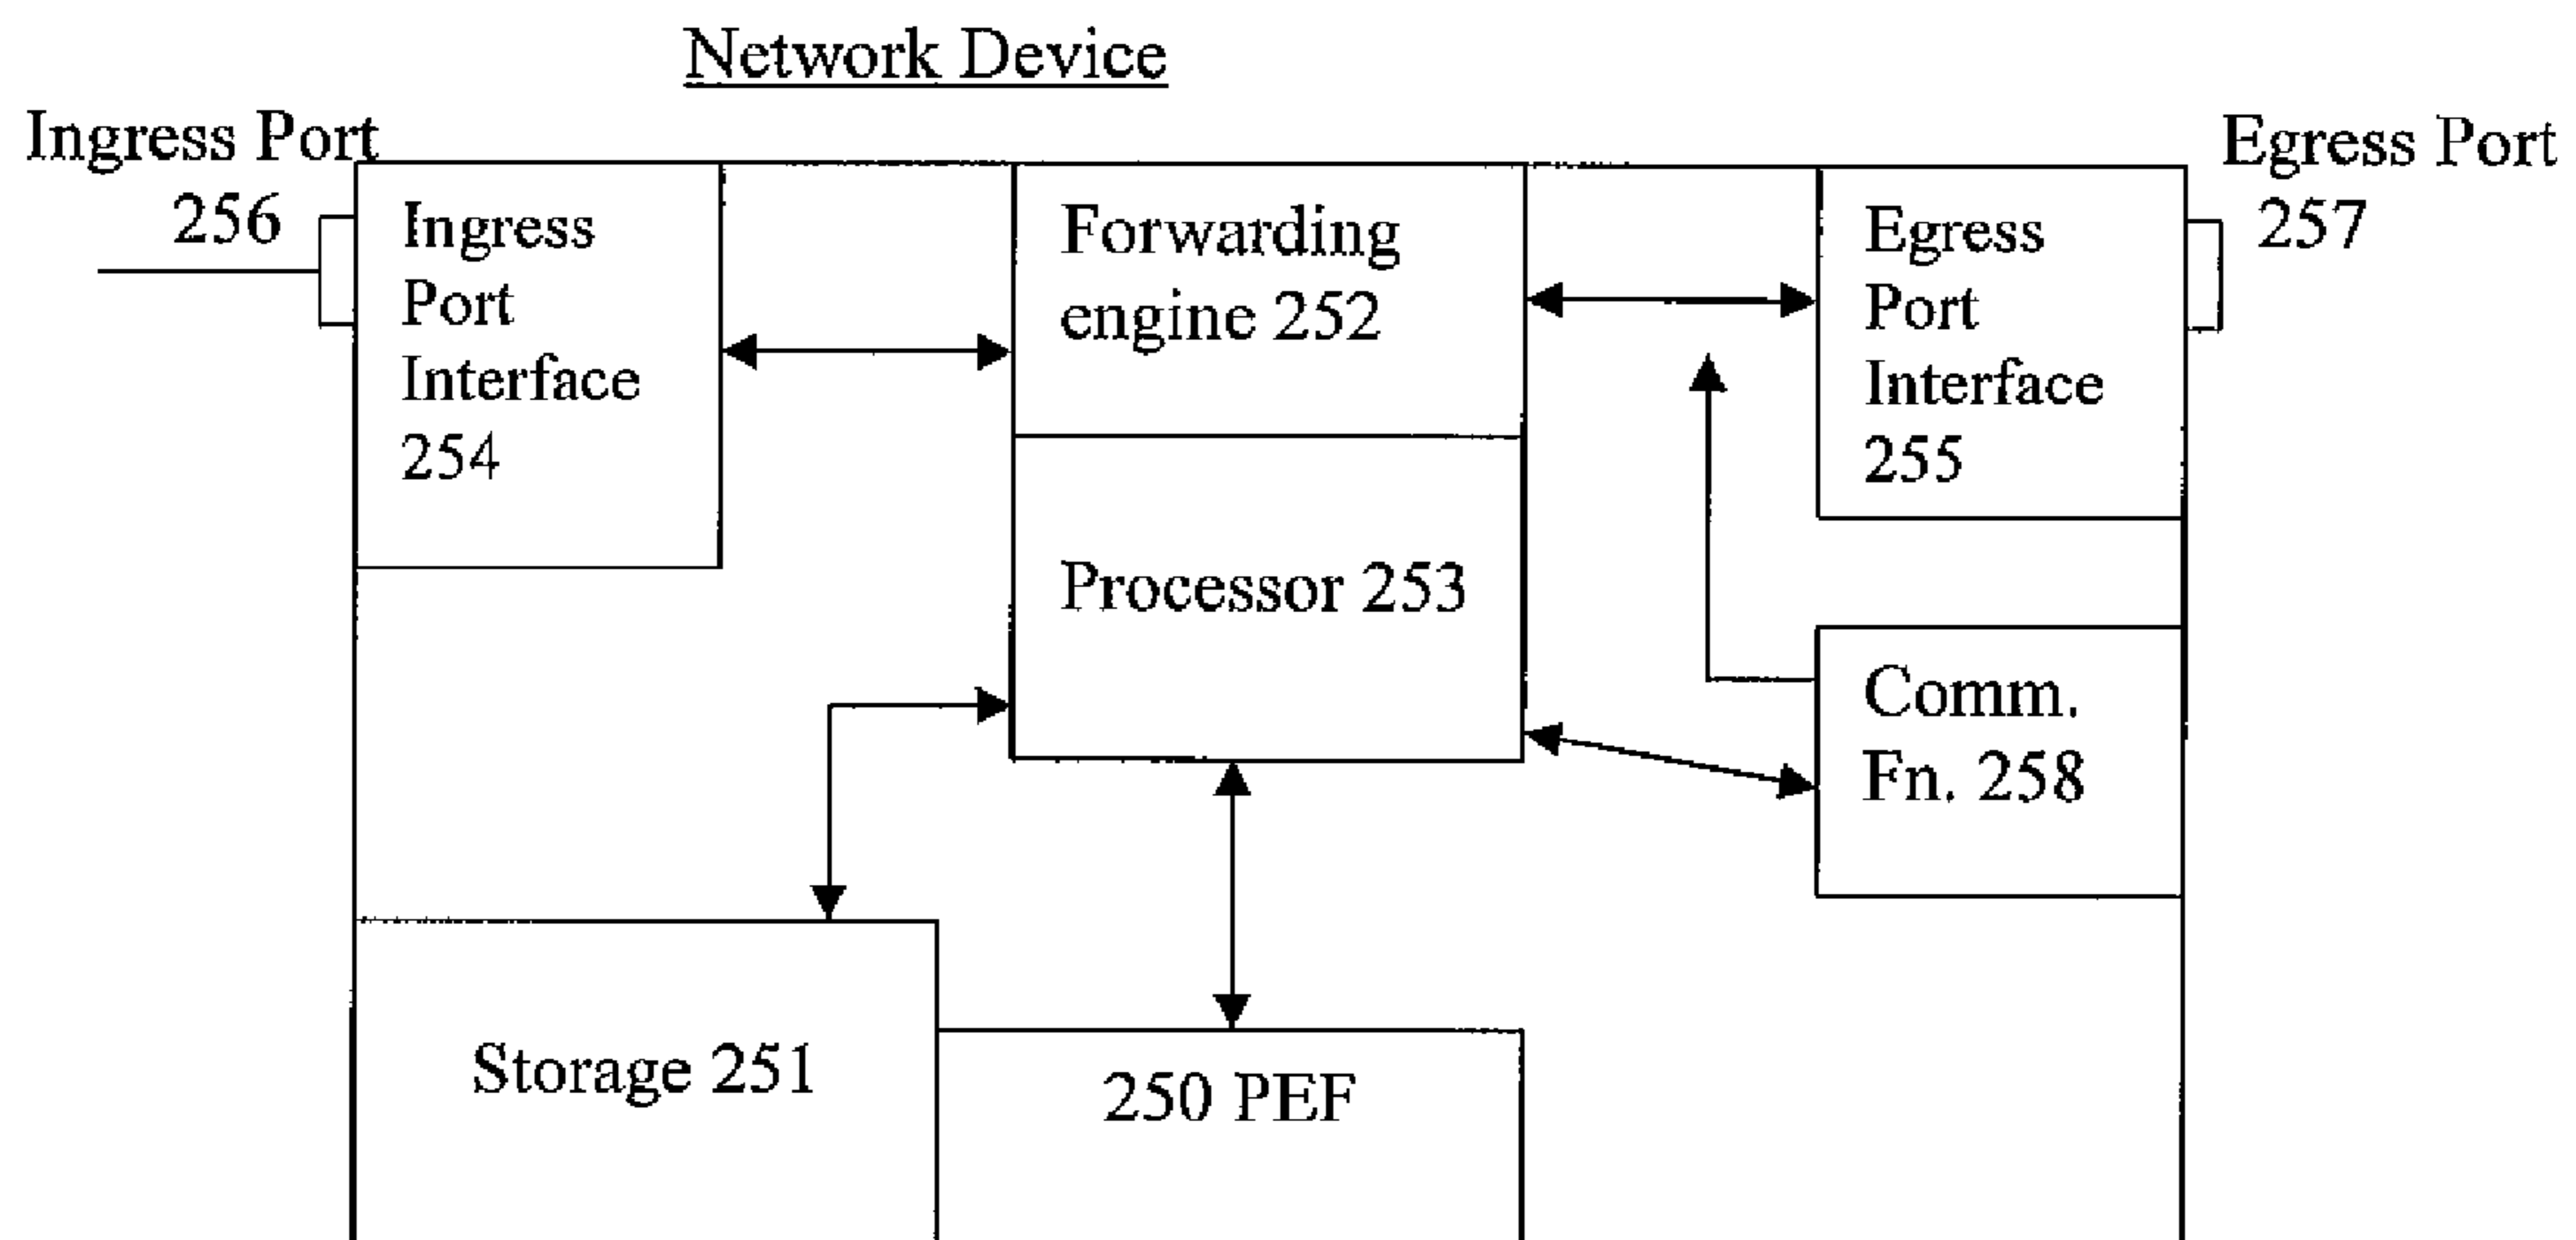 Network Device
Ingress Port
256
Egress Port
257
Ingress
Port
Interface
254
Forwarding
engine 252
Egress
Port
Interface
255
Processor 253
Comm.
Fn. 258
Storage 251
250 PEF